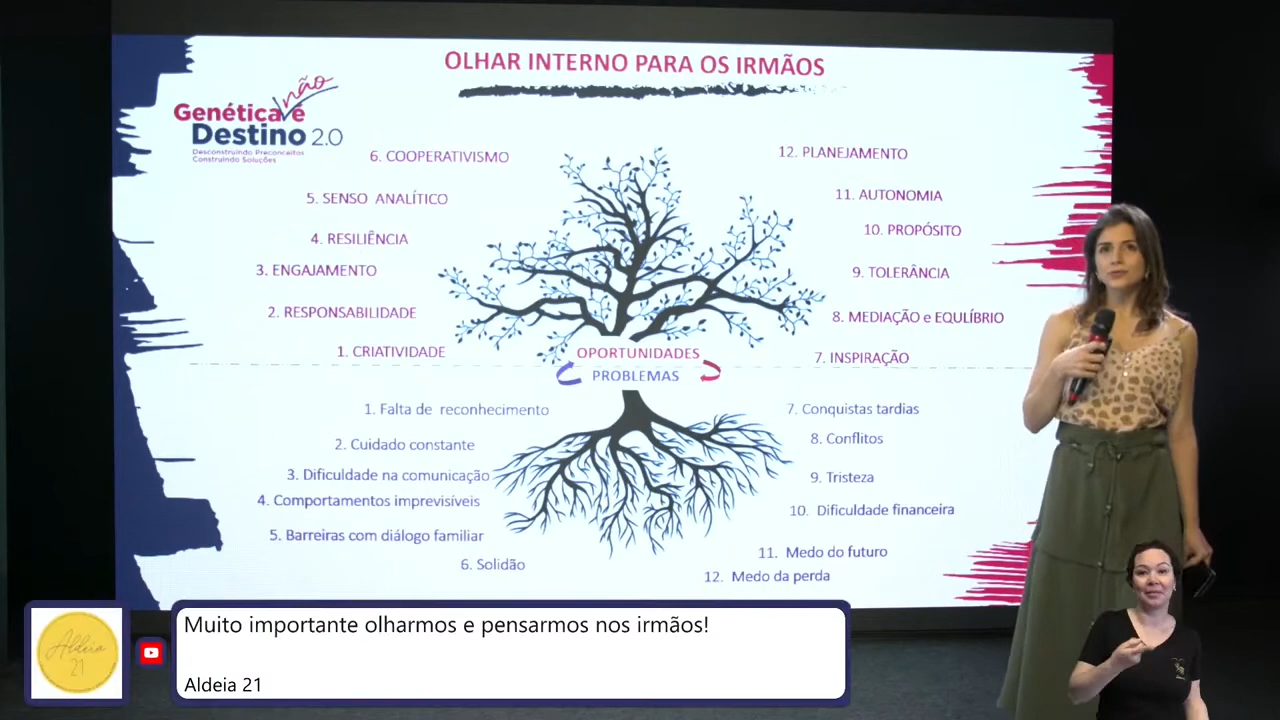 OLHAR INTERNO PARA OS IRMÃOS
não
Genética é
Destino 2.0
Desconstruindo Preconceitos
Construindo Soluções
6. COOPERATIVISMO
5. SENSO ANALÍTICO
4. RESILIÊNCIA
3. ENGAJAMENTO
2. RESPONSABILIDADE
1. CRIATIVIDADE
12. PLANEJAMENTO
11. AUTONOMIA
10. PROPÓSITO
9. TOLERÂNCIA
8. MEDIAÇÃO e EQULÍBRIO
7. INSPIRAÇÃO
OPORTUNIDADES
PROBLEMAS
1. Falta de reconhecimento
2. Cuidado constante
3. Dificuldade na comunicação
4. Comportamentos imprevisíveis
5. Barreiras com diálogo familiar
6. Solidão
7. Conquistas tardias
8. Conflitos
9. Tristeza
10. Dificuldade financeira
11. Medo do futuro
12. Medo da perda
Aldeia
21
Muito importante olharmos e pensarmos nos irmãos!
Aldeia 21